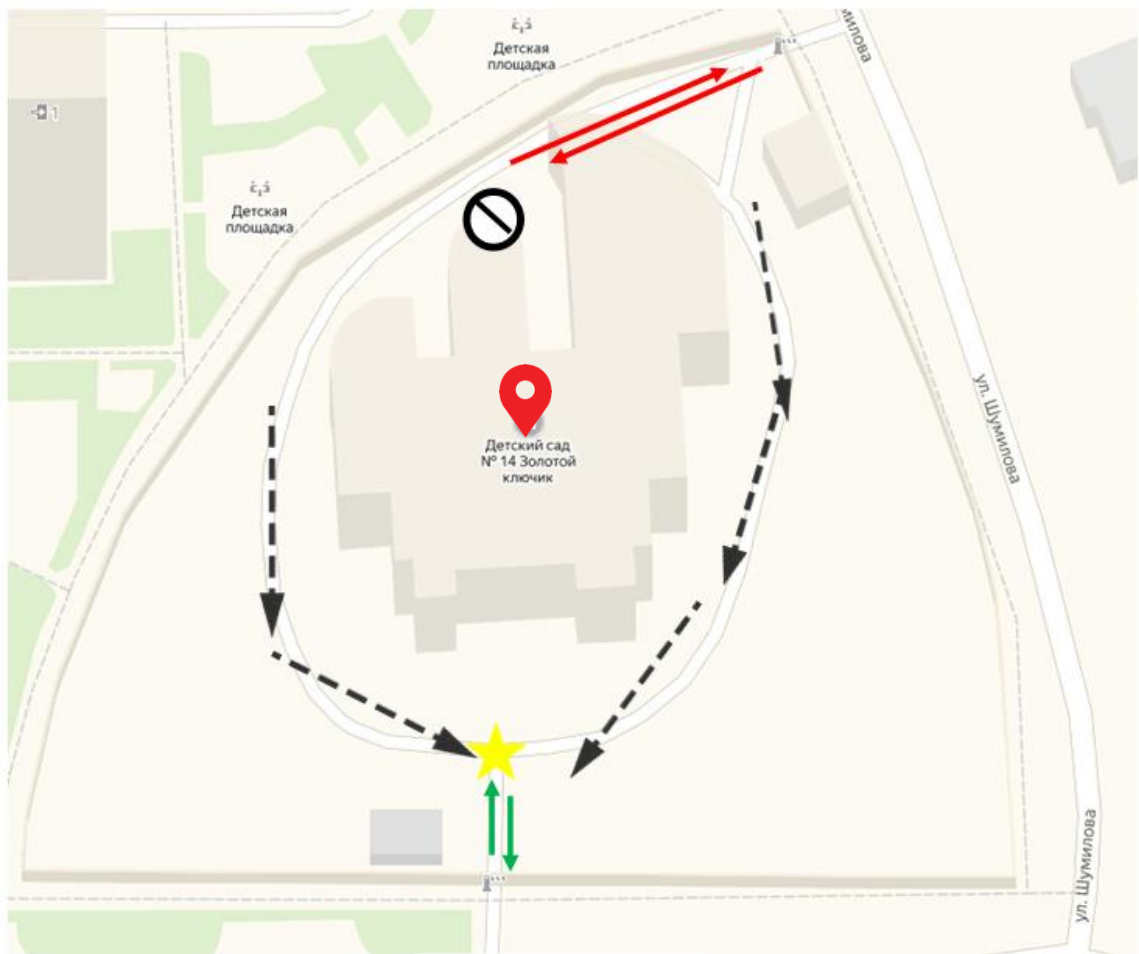 Детская
площадка
милова
1
Детская
площадка
ул. Шумилова
Детский сад
№ 14 Золотой
ключик
ул. Шумилова